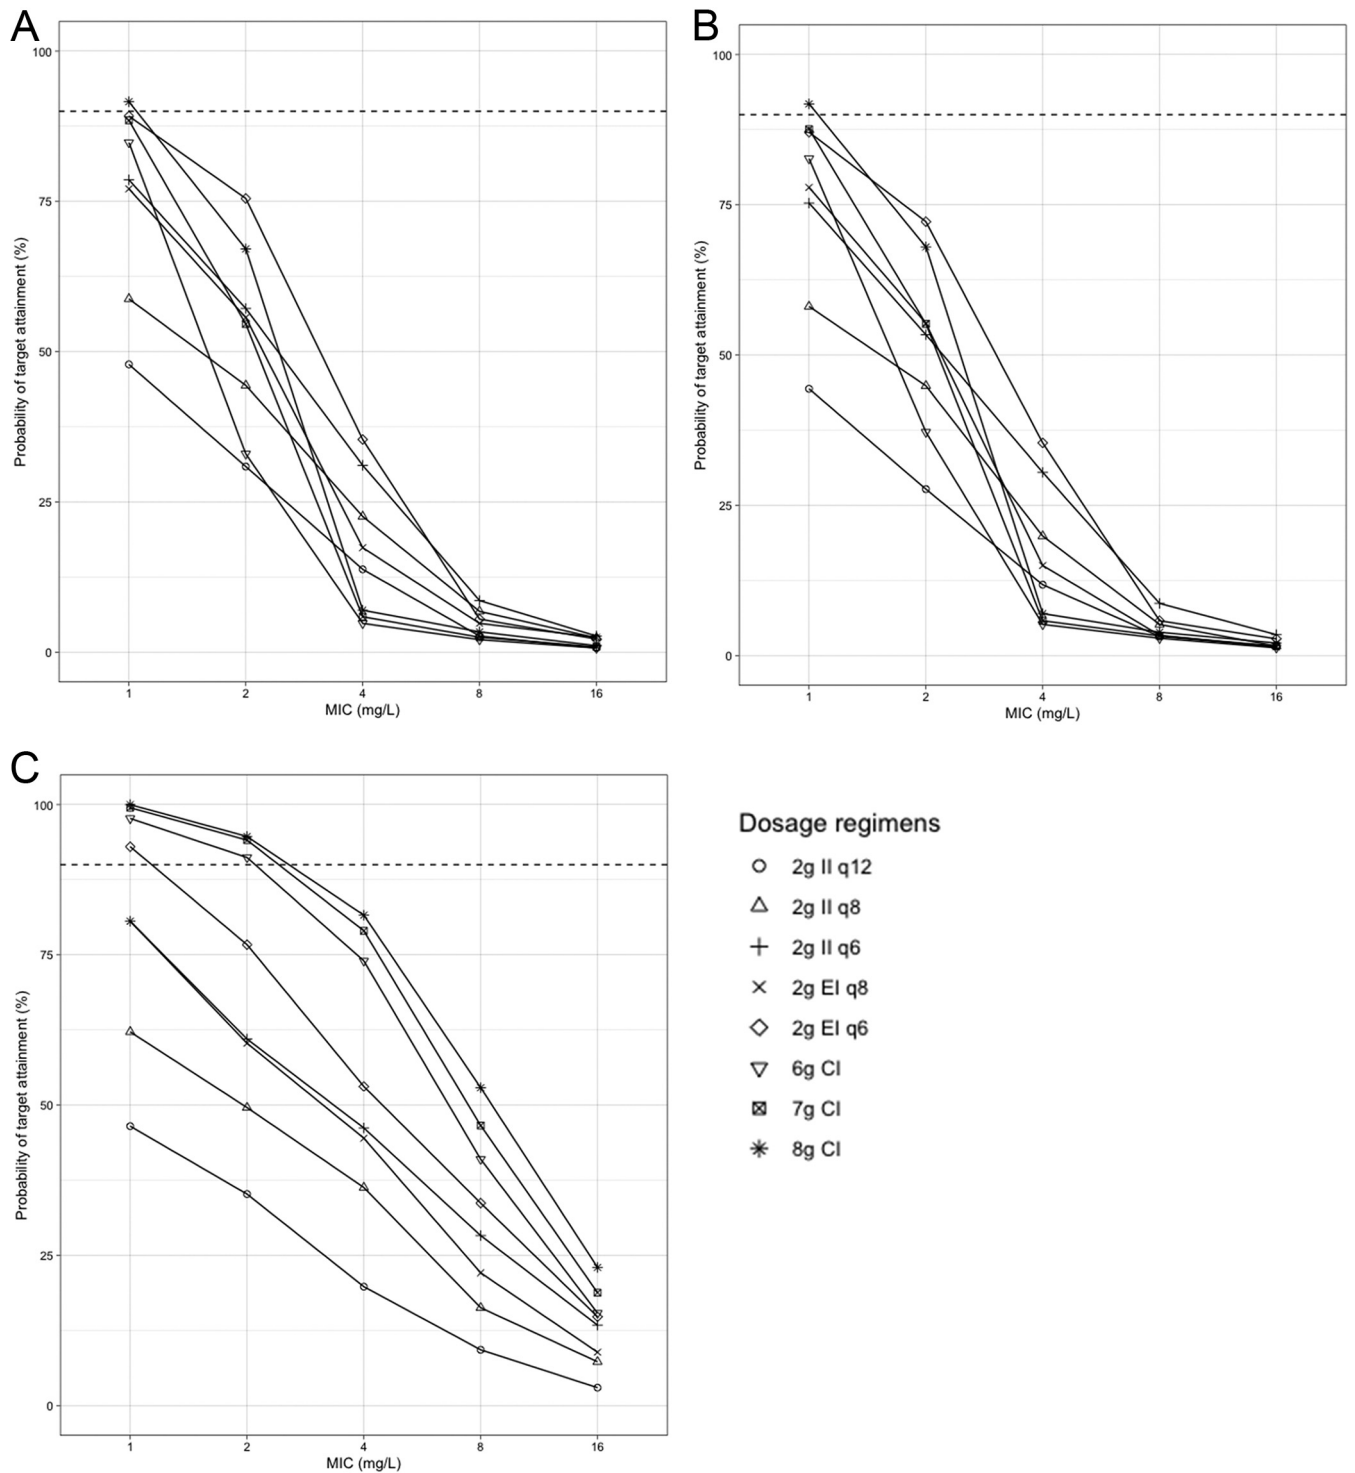 A
100
75
50
25
0
Probability of target attainment (%)
1 2 4 8 16
MIC (mg/L)
B
100
75
50
25
0
Probability of target attainment (%)
1 2 4 8 16
MIC (mg/L)
C
100
75
50
25
0
Probability of target attainment (%)
1 2 4 8 16
MIC (mg/L)
Dosage regimens
2g II q12
2g II q8
2g II q6
2g EI q8
2g EI q6
6g CI
7g CI
8g CI